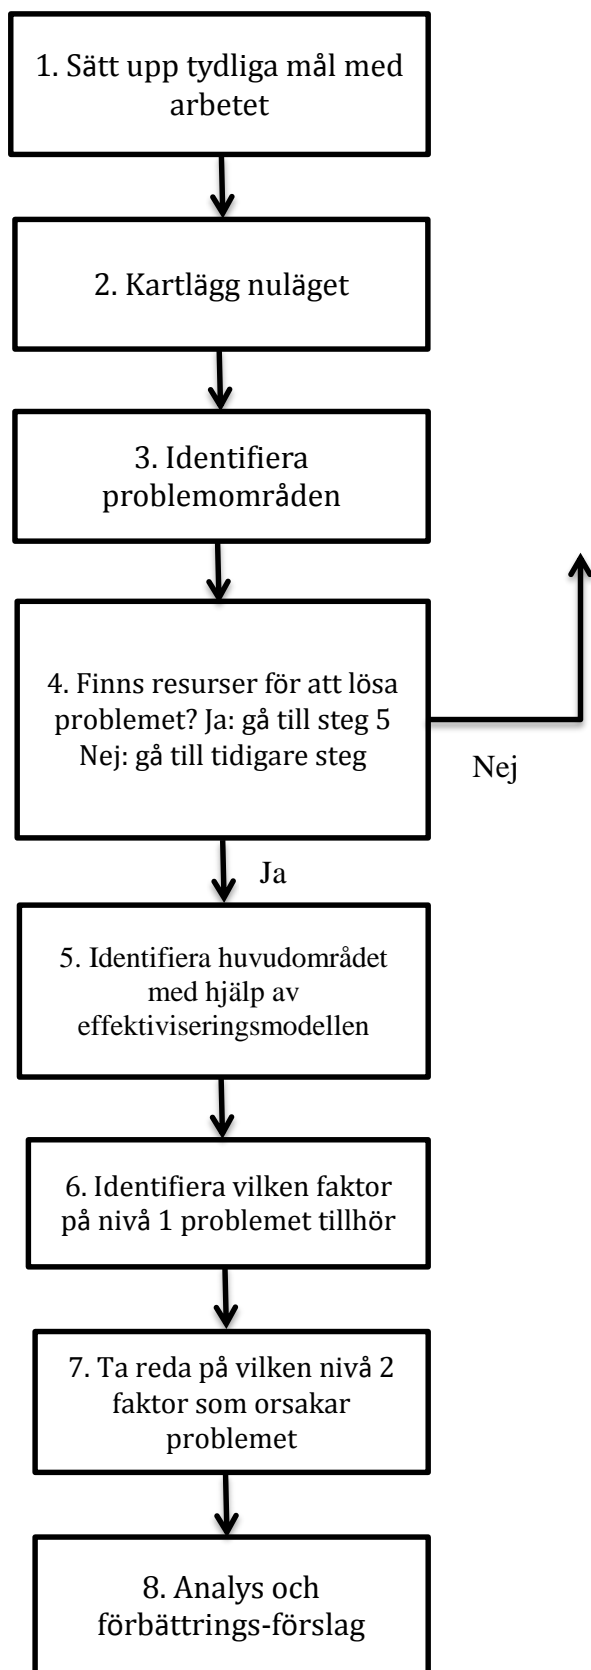 1. Sätt upp tydliga mål med
arbetet
2. Kartlägg nuläget
3. Identifiera
problemområden
4. Finns resurser för att lösa
problemet? Ja: gå till steg 5
Nej: gå till tidigare steg
Nej
Ja
5. Identifiera huvudområdet
med hjälp av
effektiviseringsmodellen
6. Identifiera vilken faktor
på nivå 1 problemet tillhör
7. Ta reda på vilken nivå 2
faktor som orsakar
problemet
8. Analys och
förbättrings-förslag